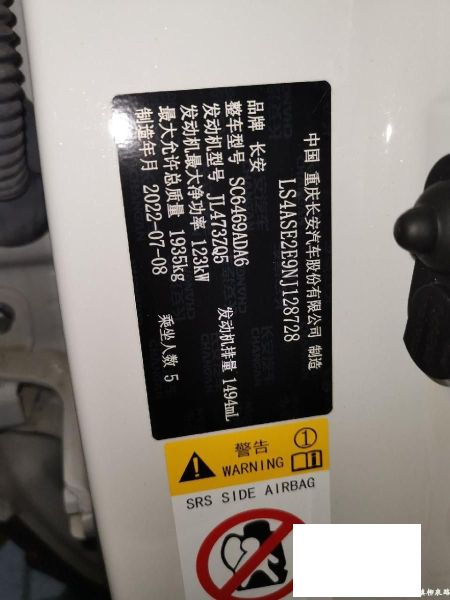 中国 重庆长安汽车股份有限公司 制造
LS4ASE2E9NJ128728
品牌 长安
整车型号 SC6469ADA6
发动机型号 JL473ZQ5 发动机排量 1494mL
发动机最大净功率 123kW
最大允许总质量 1935kg 乘坐人数 5
制造年月 2022-07-08
警告
WARNING
1
SRS SIDE AIRBAG